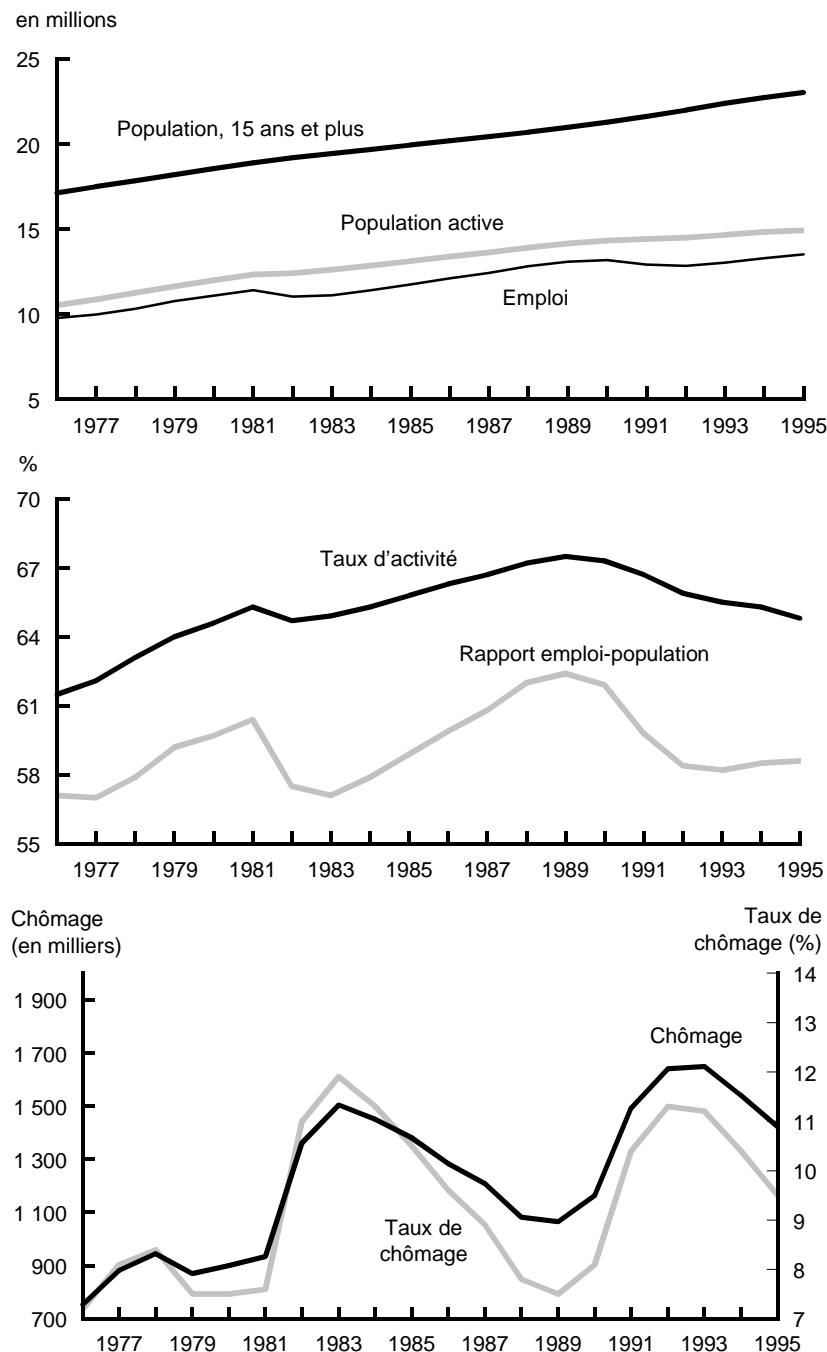 en millions
25
Population, 15 ans et plus
20
Population active
15
Emploi
10
5
1977 1979 1981 1983 1985 1987 1989 1991 1993 1995
%
70
Taux d’activité
67
64
Rapport emploi-population
61
58
55
1977 1979 1981 1983 1985 1987 1989 1991 1993 1995
Chômage
(en milliers)
Taux de
chômage (%)
14
1 900
13
Chômage
1 700
12
1 500
11
1 300
10
1 100
9
Taux de
chômage
900
8
700
7
1977 1979 1981 1983 1985 1987 1989 1991 1993 1995